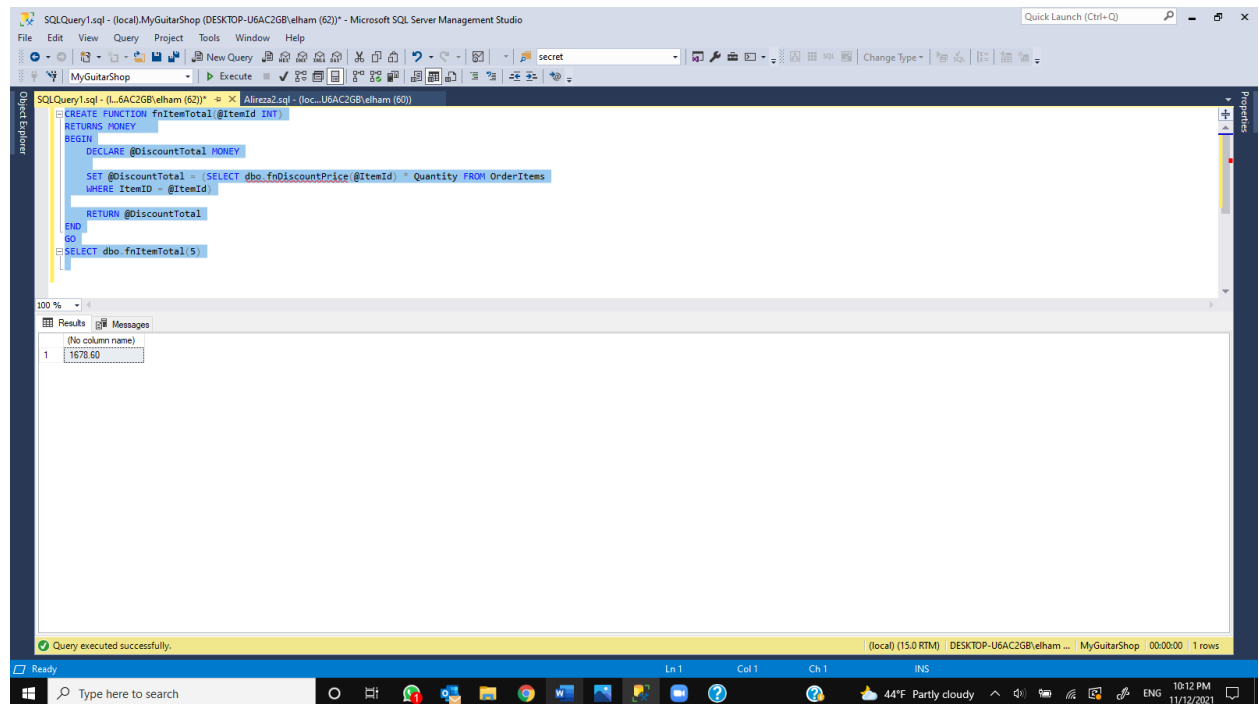 SQLQuery1.sql - (local).MyGuitarShop (DESKTOP-U6AC2GB\elham (62))* - Microsoft SQL Server Management Studio
Quick Launch (Ctrl+Q)
File Edit View Query Project Tools Window Help
New Query
secret
Change Type
MyGuitarShop
Execute
Object Explorer
SQLQuery1.sql - (l...6AC2GB\elham (62))*
Alireza2.sql - (loc...U6AC2GB\elham (60))
Properties
CREATE FUNCTION fnItemTotal(@ItemId INT)
RETURNS MONEY
BEGIN
DECLARE @DiscountTotal MONEY
SET @DiscountTotal = (SELECT dbo.fnDiscountPrice(@ItemId) * Quantity FROM OrderItems
WHERE ItemID = @ItemId)
RETURN @DiscountTotal
END
GO
SELECT dbo.fnItemTotal(5)
100 %
Results Messages
(No column name)
1 1678.60
Query executed successfully.
(local) (15.0 RTM) DESKTOP-U6AC2GB\elham ... MyGuitarShop 00:00:00 1 rows
Ready Ln 1 Col 1 Ch 1 INS
Type here to search
44°F Partly cloudy
ENG
10:12 PM
11/12/2021